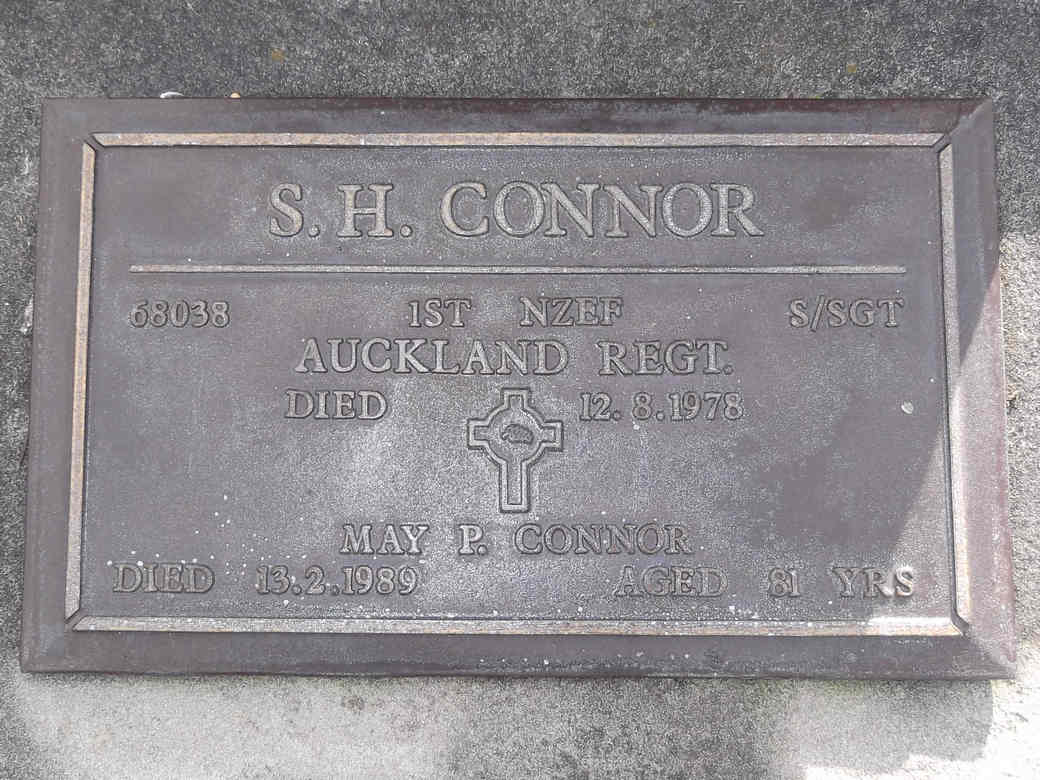 S. H. CONNOR
68038 1ST NZEF S/SGT
AUCKLAND REGT.
DIED 12.8.1978
MAY P. CONNOR
DIED 13.2.1989 AGED 81 YRS